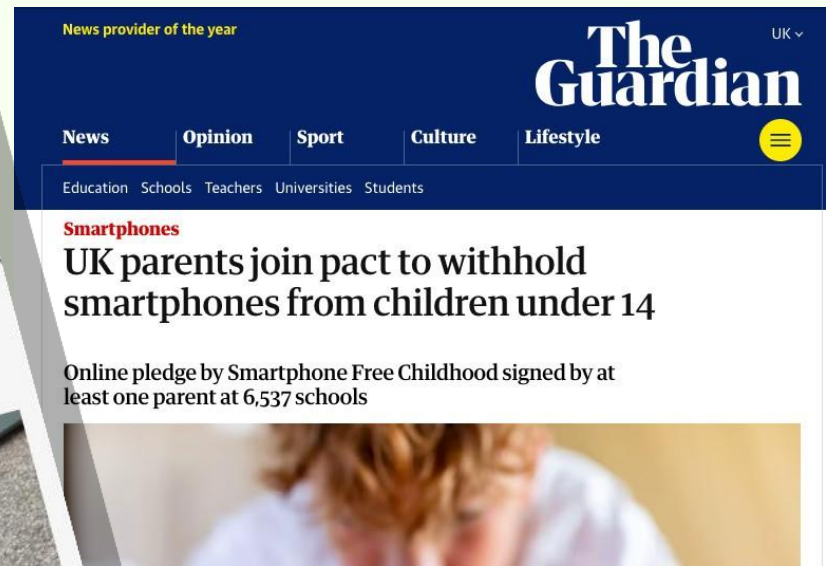 News provider of the year
The
Guardian
UK
News Opinion Sport Culture Lifestyle
Education Schools Teachers Universities Students
Smartphones
UK parents join pact to withhold
smartphones from children under 14
Online pledge by Smartphone Free Childhood signed by at
least one parent at 6,537 schools